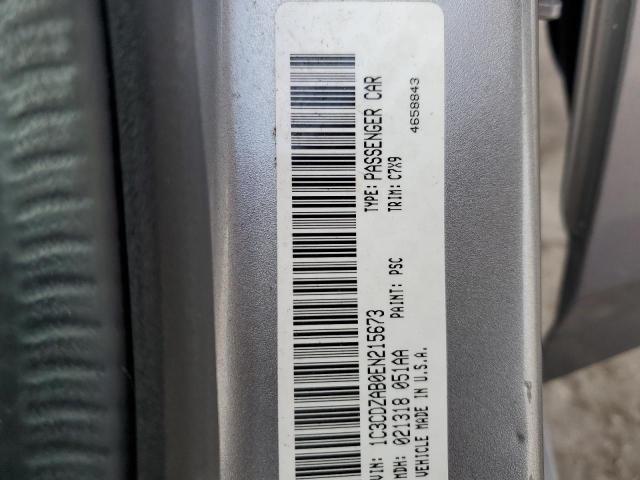 VIN: 1C3CDZAB0EN215673 TYPE: PASSENGER CAR
MDH: 021318 051AA PAINT: PSC TRIM: C7X9
VEHICLE MADE IN U.S.A. 4658843